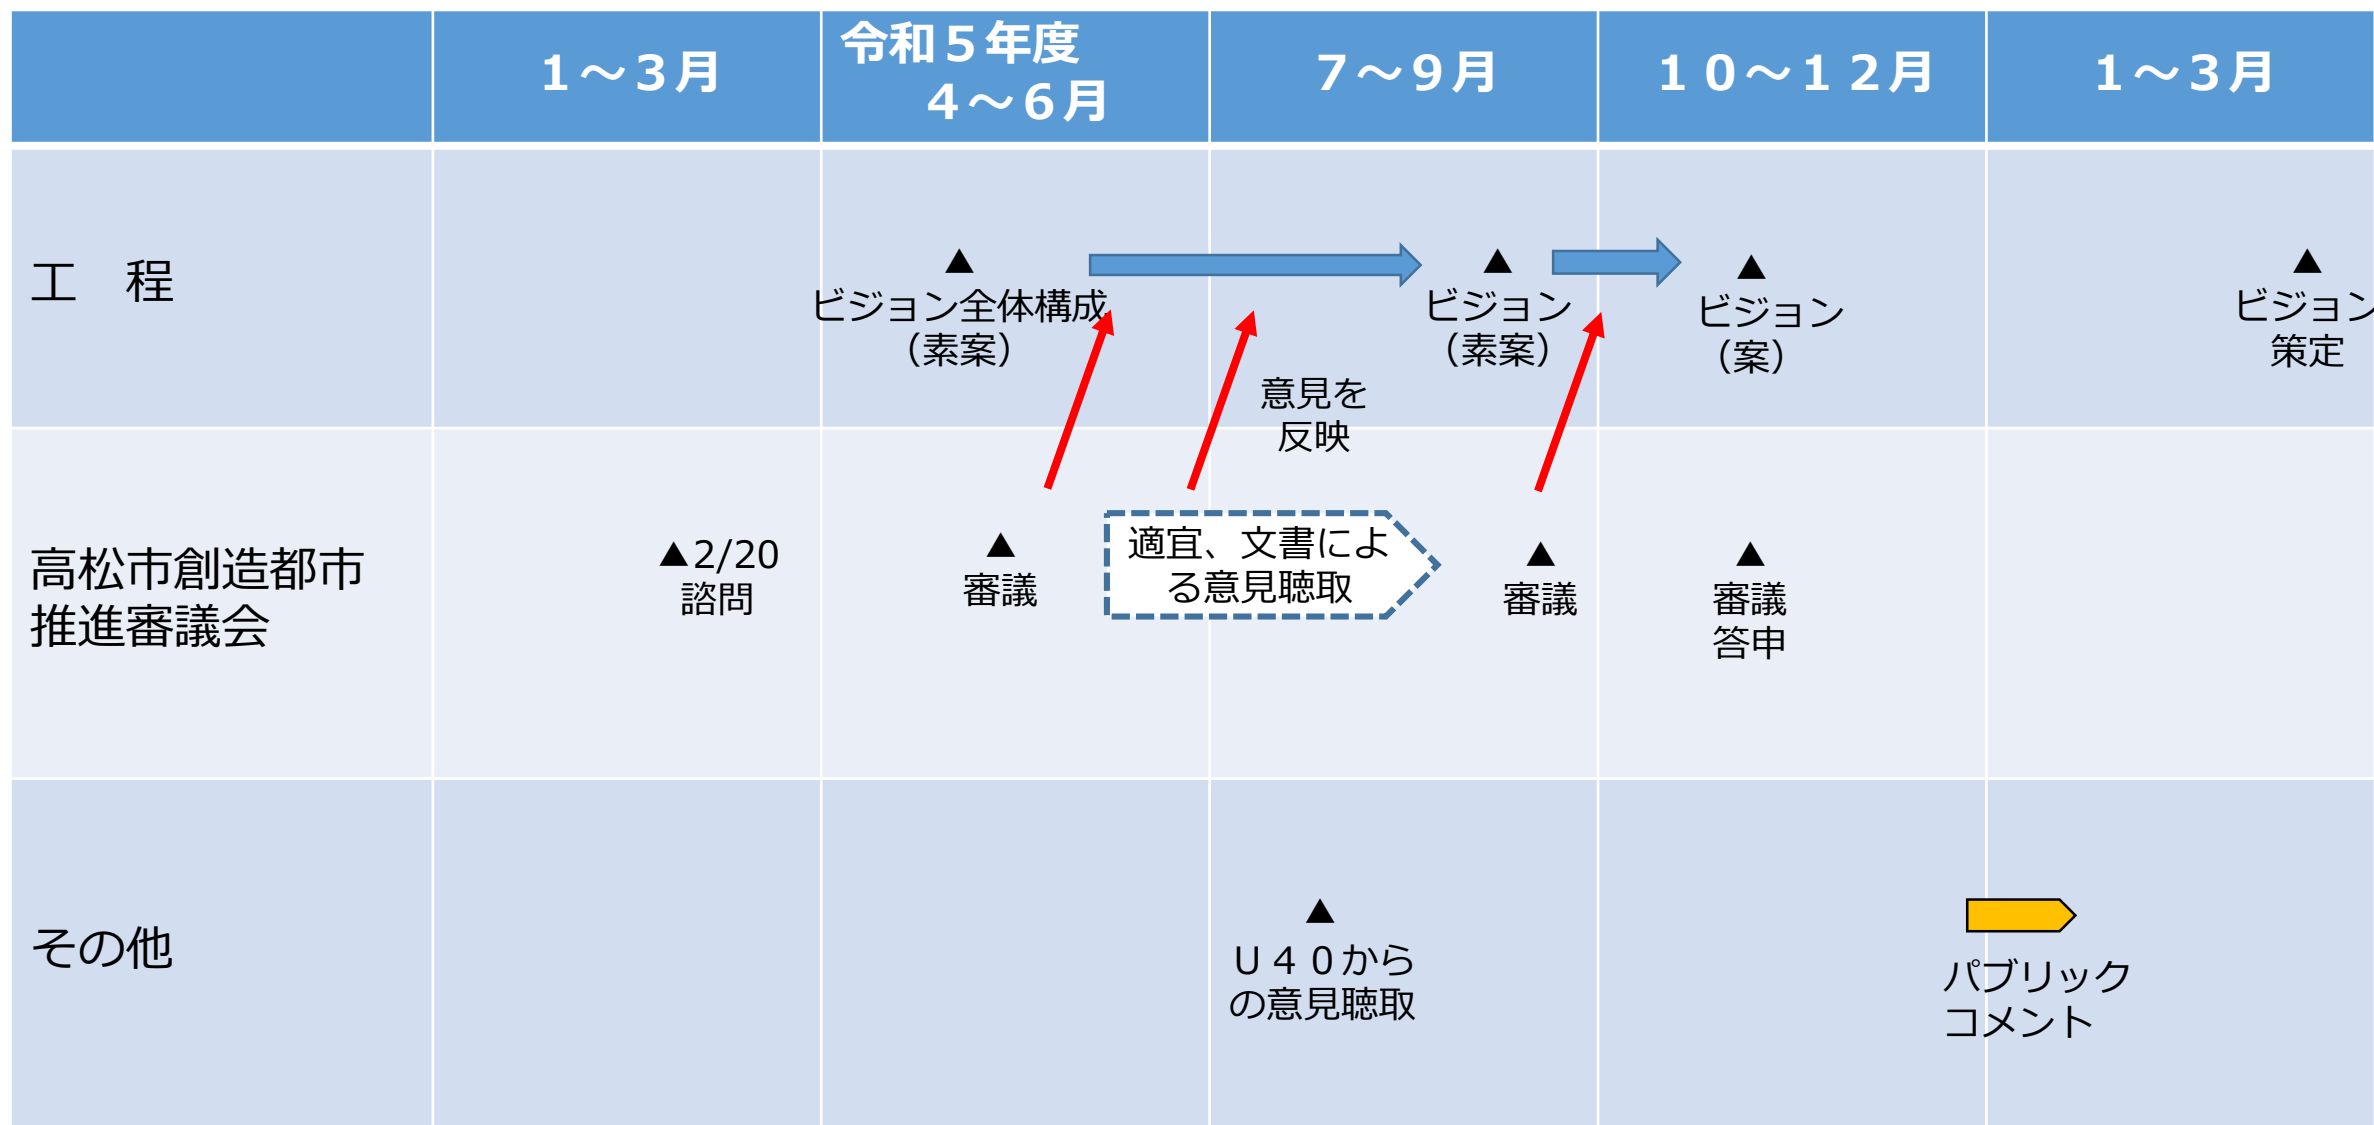 １～３月
令和５年度
４～６月
７～９月
１０～１２月
１～３月
工　程
▲
ビジョン全体構成
（素案）
▲
ビジョン
（素案）
▲
ビジョン
（案）
▲
ビジョン
策定
意見を
反映
高松市創造都市
推進審議会
▲2/20
諮問
▲
審議
適宜、文書によ
る意見聴取
▲
審議
▲
審議
答申
その他
▲
Ｕ４０から
の意見聴取
パブリック
コメント